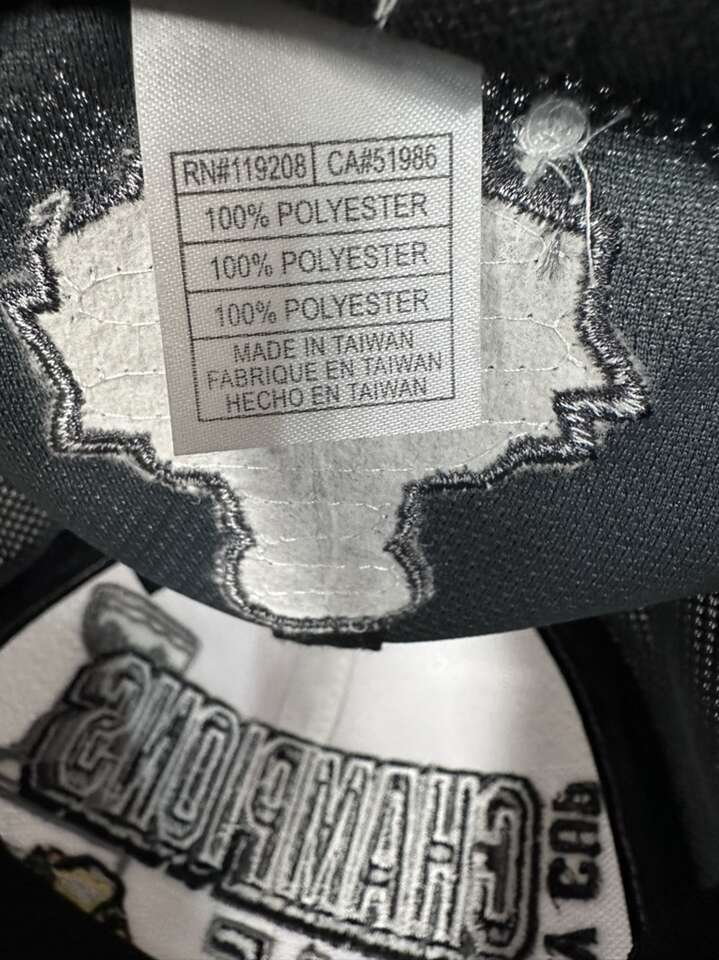 RN#119208 CA#51986
100% POLYESTER
100% POLYESTER
100% POLYESTER
MADE IN TAIWAN
FABRIQUE EN TAIWAN
HECHO EN TAIWAN
CHAMPIONS